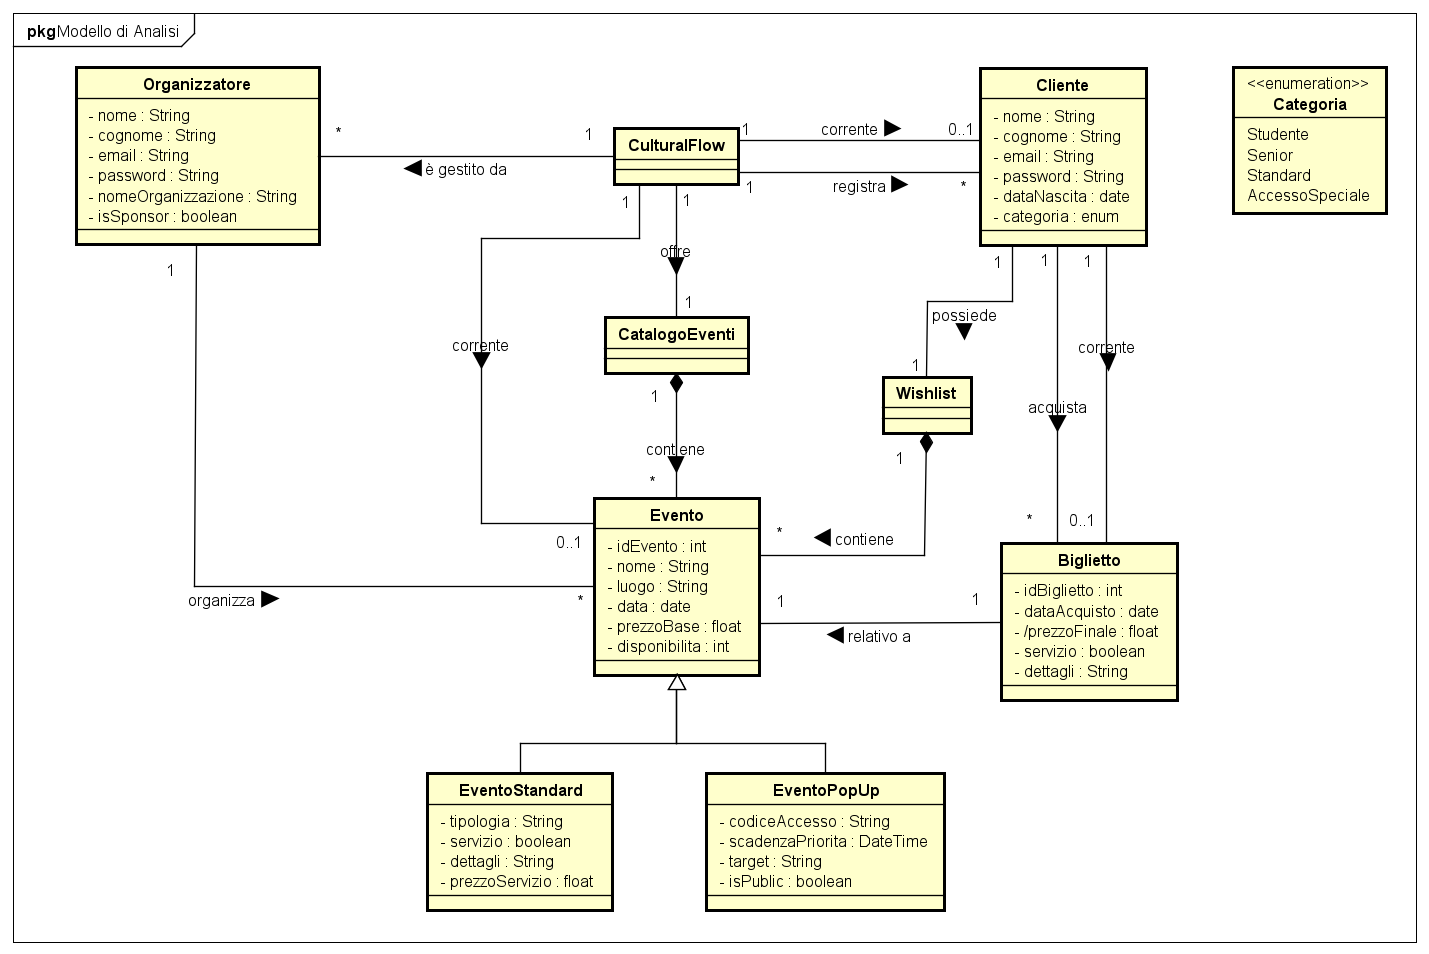 pkgModello di Analisi
Organizzatore
- nome : String
- cognome : String
- email : String
- password : String
- nomeOrganizzazione : String
- isSponsor : boolean
*
1
è gestito da
CulturalFlow
1
corrente
0..1
1
registra
*
Cliente
- nome : String
- cognome : String
- email : String
- password : String
- dataNascita : date
- categoria : enum
<<enumeration>>
Categoria
Studente
Senior
Standard
AccessoSpeciale
1
1
1
offre
1
corrente
0..1
CatalogoEventi
1
contiene
*
1
possiede
1
Wishlist
1
contiene
*
1
acquista
*
1
corrente
0..1
organizza
*
Evento
- idEvento : int
- nome : String
- luogo : String
- data : date
- prezzoBase : float
- disponibilita : int
1
relativo a
1
Biglietto
- idBiglietto : int
- dataAcquisto : date
- /prezzoFinale : float
- servizio : boolean
- dettagli : String
EventoStandard
- tipologia : String
- servizio : boolean
- dettagli : String
- prezzoServizio : float
EventoPopUp
- codiceAccesso : String
- scadenzaPriorita : DateTime
- target : String
- isPublic : boolean